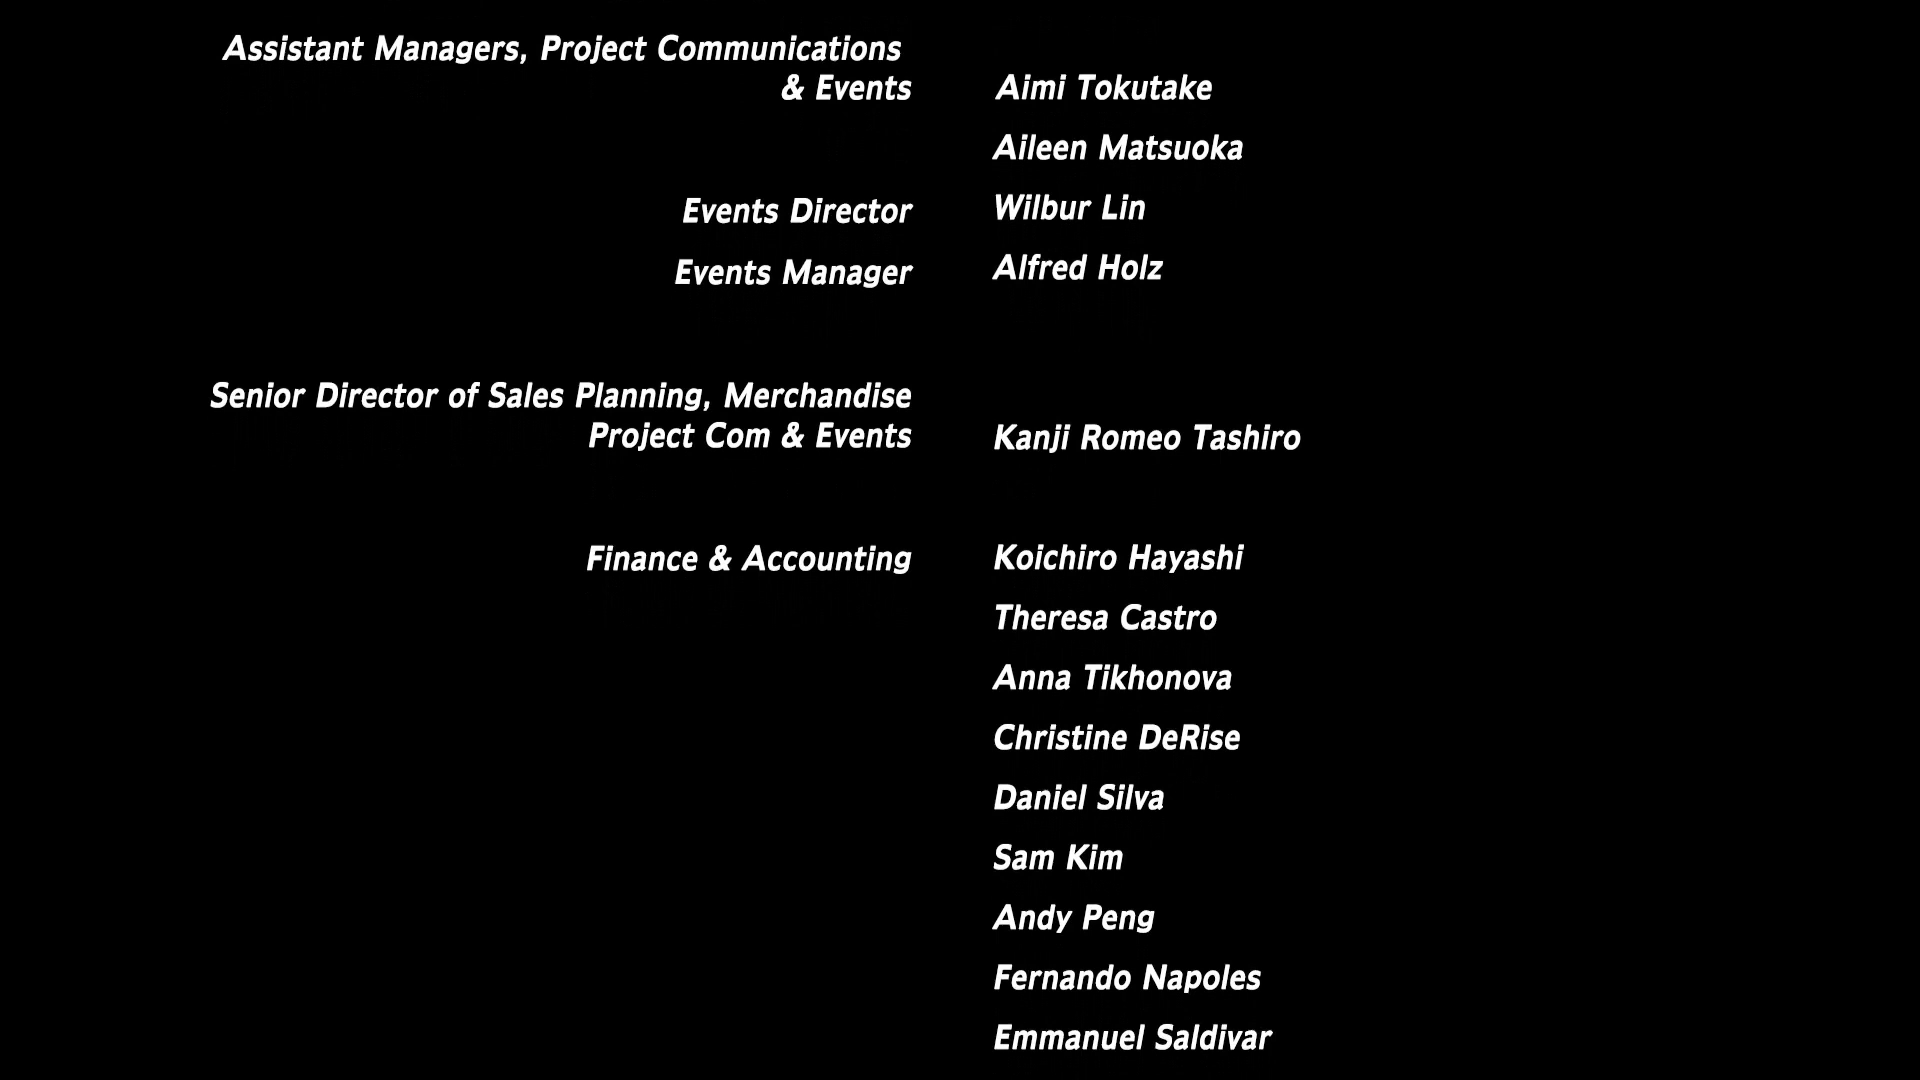 Assistant Managers, Project Communications
& Events Aimi Tokutake
Aileen Matsuoka
Events Director Wilbur Lin
Events Manager Alfred Holz
Senior Director of Sales Planning, Merchandise
Project Com & Events Kanji Romeo Tashiro
Finance & Accounting Koichiro Hayashi
Theresa Castro
Anna Tikhonova
Christine DeRise
Daniel Silva
Sam Kim
Andy Peng
Fernando Napoles
Emmanuel Saldivar